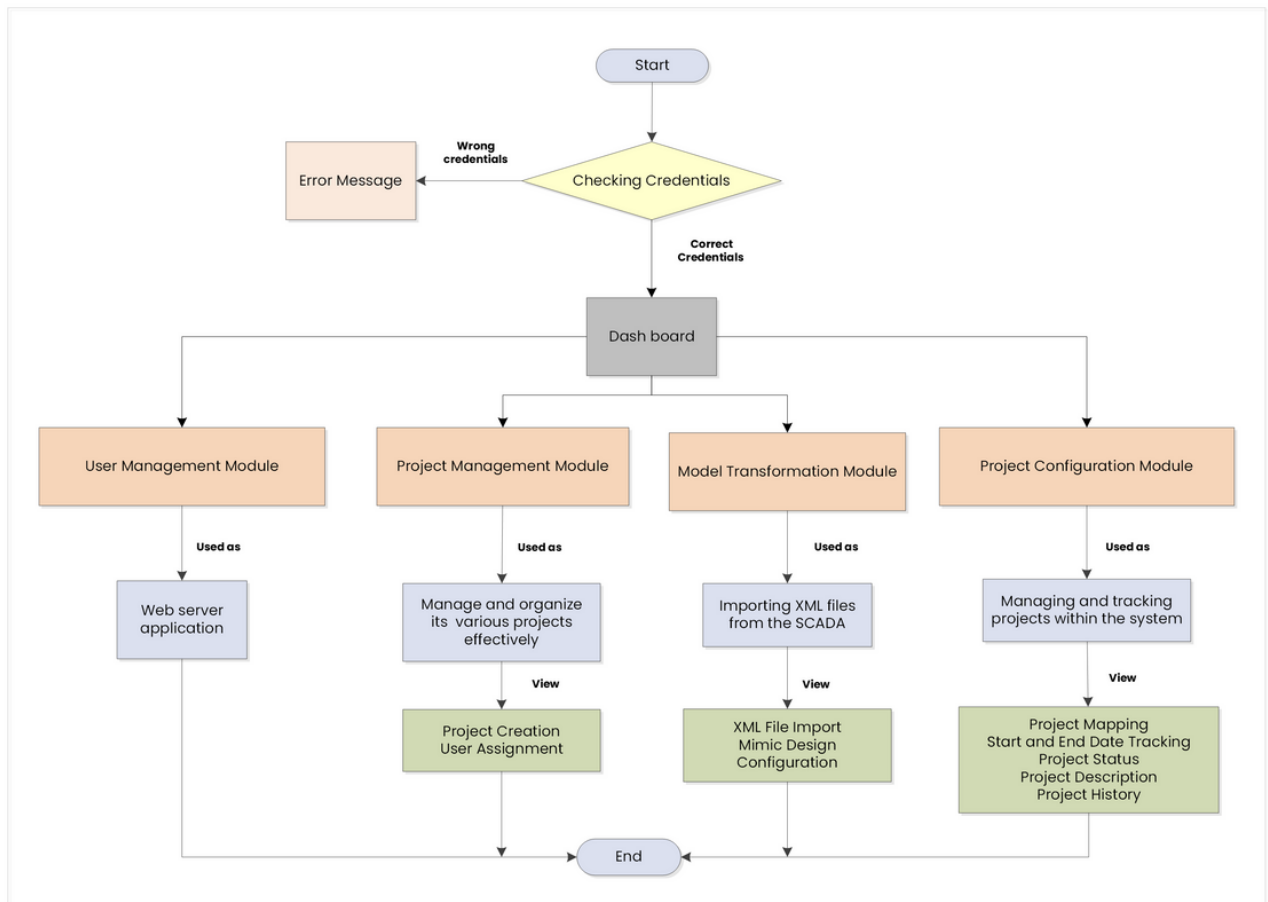 Start
Wrong
credentials
Error Message
Checking Credentials
Correct
Credentials
Dash board
User Management Module
Project Management Module
Model Transformation Module
Project Configuration Module
Used as
Used as
Used as
Used as
Web server
application
Manage and organize
its various projects
effectively
Importing XML files
from the SCADA
Managing and tracking
projects within the system
View
View
View
Project Creation
User Assignment
XML File Import
Mimic Design
Configuration
Project Mapping
Start and End Date Tracking
Project Status
Project Description
Project History
End